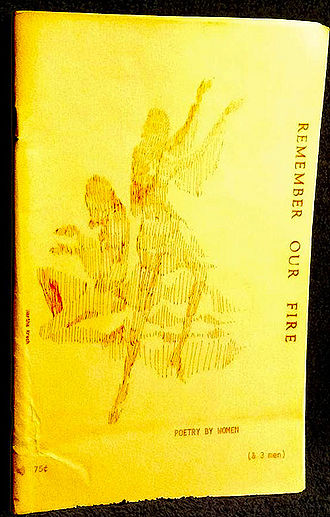 REMEMBER OUR FIRE
POETRY BY WOMEN
(& 3 men)
75¢